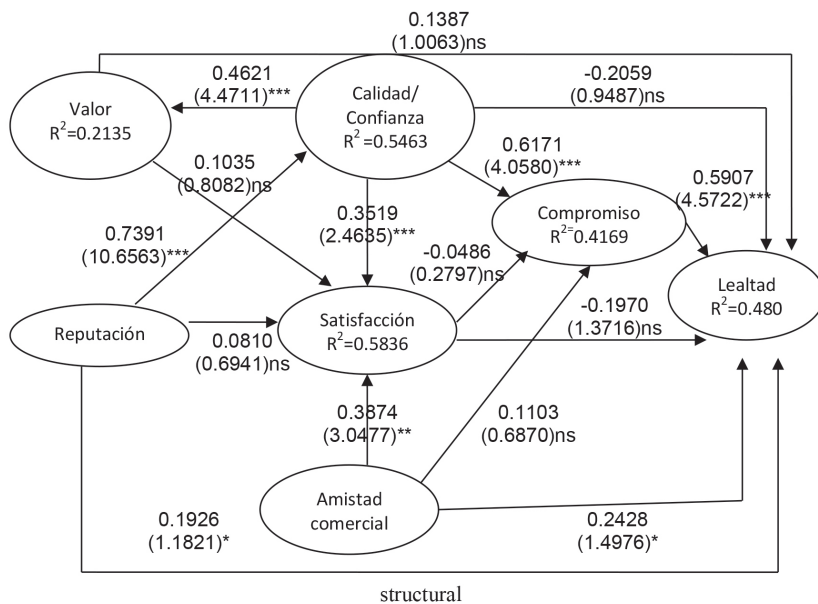 0.1387
(1.0063)ns
0.4621
(4.4711)***
-0.2059
(0.9487)ns
Valor
R²=0.2135
Calidad/
Confianza
R²=0.5463
0.1035
(0.8082)ns
0.6171
(4.0580)***
0.5907
(4.5722)***
0.7391
(10.6563)***
0.3519
(2.4635)***
Compromiso
R²=0.4169
-0.0486
(0.2797)ns
Lealtad
R²=0.480
Reputación
Satisfacción
R²=0.5836
-0.1970
(1.3716)ns
0.0810
(0.6941)ns
0.3874
(3.0477)**
0.1103
(0.6870)ns
Amistad
comercial
0.1926
(1.1821)*
0.2428
(1.4976)*
structural